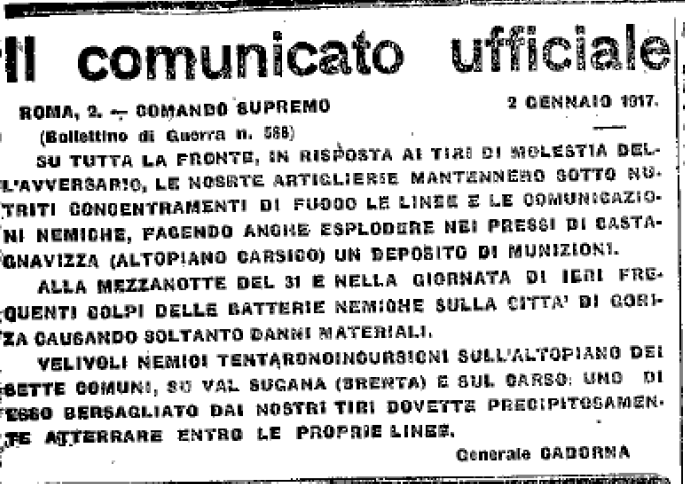 Il comunicato ufficiale
ROMA, 2. — COMANDO SUPREMO 2 GENNAIO 1917.
(Bollettino di Guerra n. 588)
SU TUTTA LA FRONTE, IN RISPOSTA AI TIRI DI MOLESTIA DEL-
L'AVVERSARIO, LE NOSRTE ARTIGLIERIE MANTENNERO SOTTO NU-
TRITI CONCENTRAMENTI DI FUOCO LE LINEE E LE COMUNICAZIO-
NI NEMICHE, FACENDO ANCHE ESPLODERE NEI PRESSI DI CASTA-
GNAVIZZA (ALTOPIANO CARSICO) UN DEPOSITO DI MUNIZIONI.
ALLA MEZZANOTTE DEL 31 E NELLA GIORNATA DI IERI FRE-
QUENTI COLPI DELLE BATTERIE NEMICHE SULLA CITTA' DI GORI-
ZA CAUSANDO SOLTANTO DANNI MATERIALI.
VELIVOLI NEMICI TENTARONOINCURSIONI SULL'ALTOPIANO DEI
SETTE COMUNI, SU VAL SUGANA (BRENTA) E SUL CARSO: UNO DI
ESSO BERSAGLIATO DAI NOSTRI TIRI DOVETTE PRECIPITOSAMEN-
TE ATTERRARE ENTRO LE PROPRIE LINEE.
Generale CADORNA